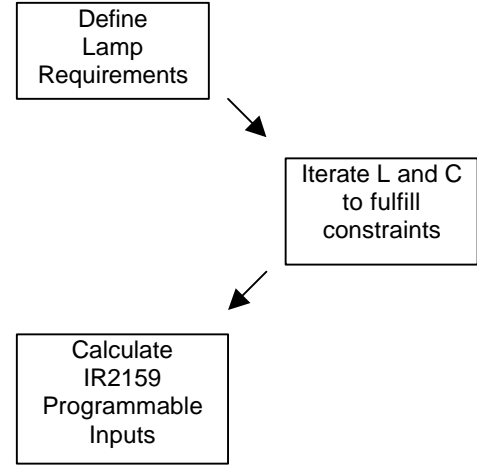 Define
Lamp
Requirements
Iterate L and C
to fulfill
constraints
Calculate
IR2159
Programmable
Inputs